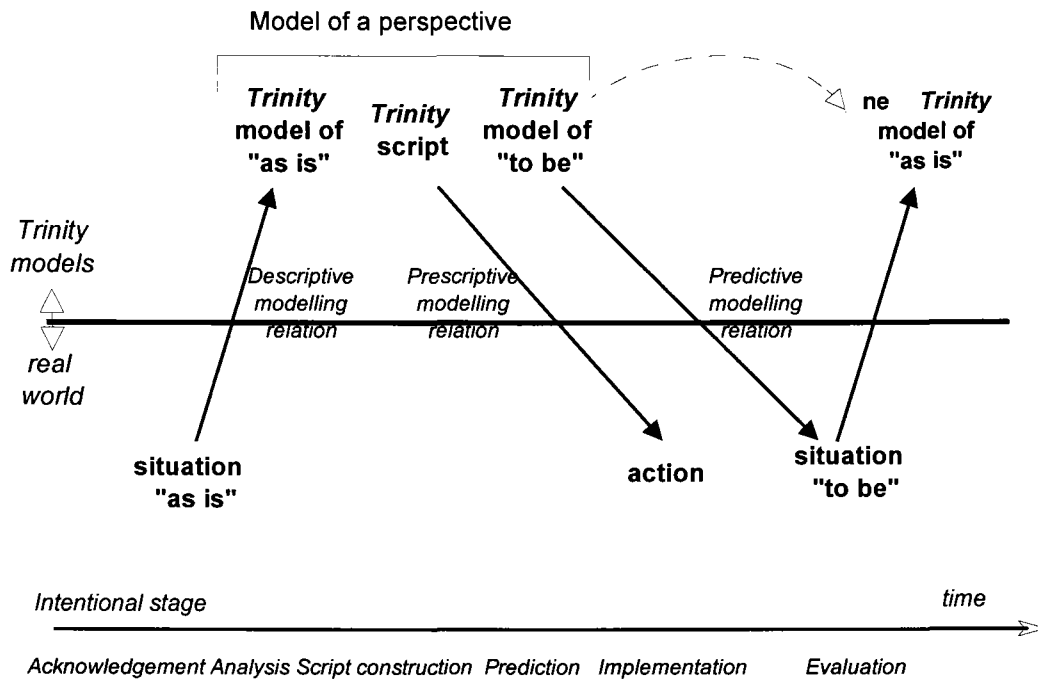 Model of a perspective
Trinity
model of
"as is"
Trinity
script
Trinity
model of
"to be"
ne Trinity
model of
"as is"
Trinity
models
Descriptive
modelling
relation
Prescriptive
modelling
relation
Predictive
modelling
relation
real
world
situation
"as is"
action
situation
"to be"
Intentional stage
time
Acknowledgement Analysis Script construction Prediction Implementation Evaluation